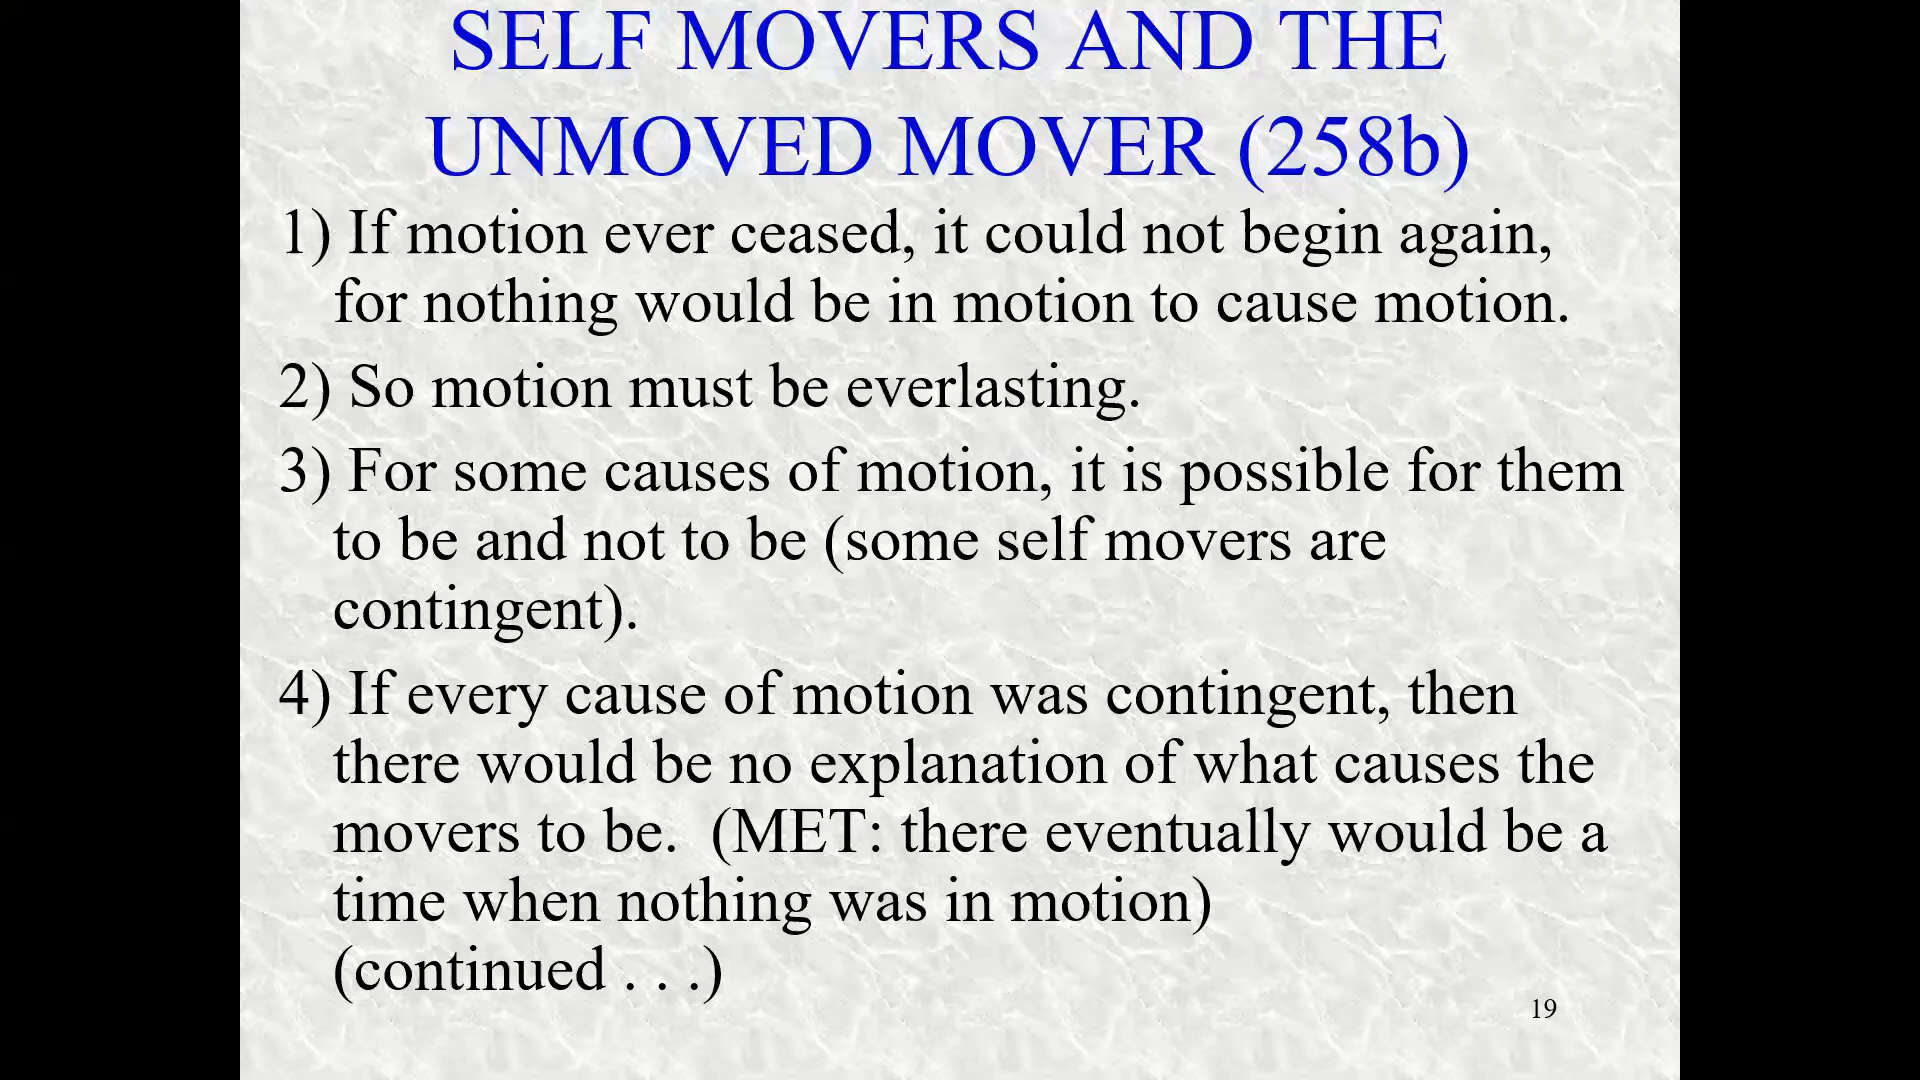 SELF MOVERS AND THE
UNMOVED MOVER (258b)
1) If motion ever ceased, it could not begin again,
for nothing would be in motion to cause motion.
2) So motion must be everlasting.
3) For some causes of motion, it is possible for them
to be and not to be (some self movers are
contingent).
4) If every cause of motion was contingent, then
there would be no explanation of what causes the
movers to be.  (MET: there eventually would be a
time when nothing was in motion)
(continued . . .)
19